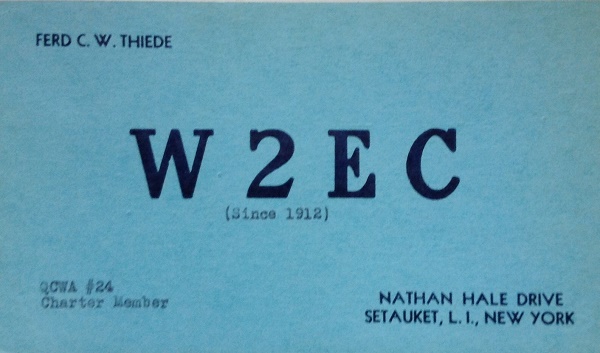 FERD C. W. THIEDE
W2EC
(Since 1912)
QCWA #24
Charter Member
NATHAN HALE DRIVE
SETAUKET, L. I., NEW YORK